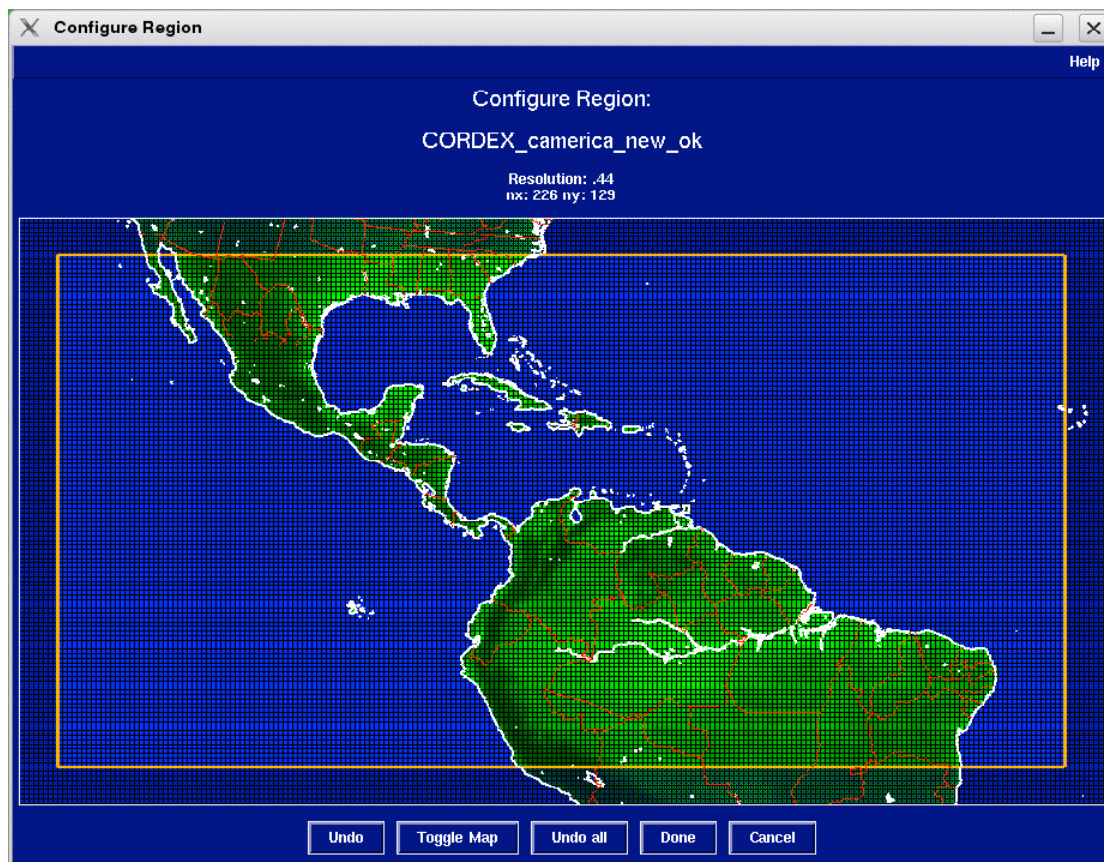 Configure Region
Help
Configure Region:
CORDEX_camerica_new_ok
Resolution: .44
nx: 226 ny: 129
Undo
Toggle Map
Undo all
Done
Cancel